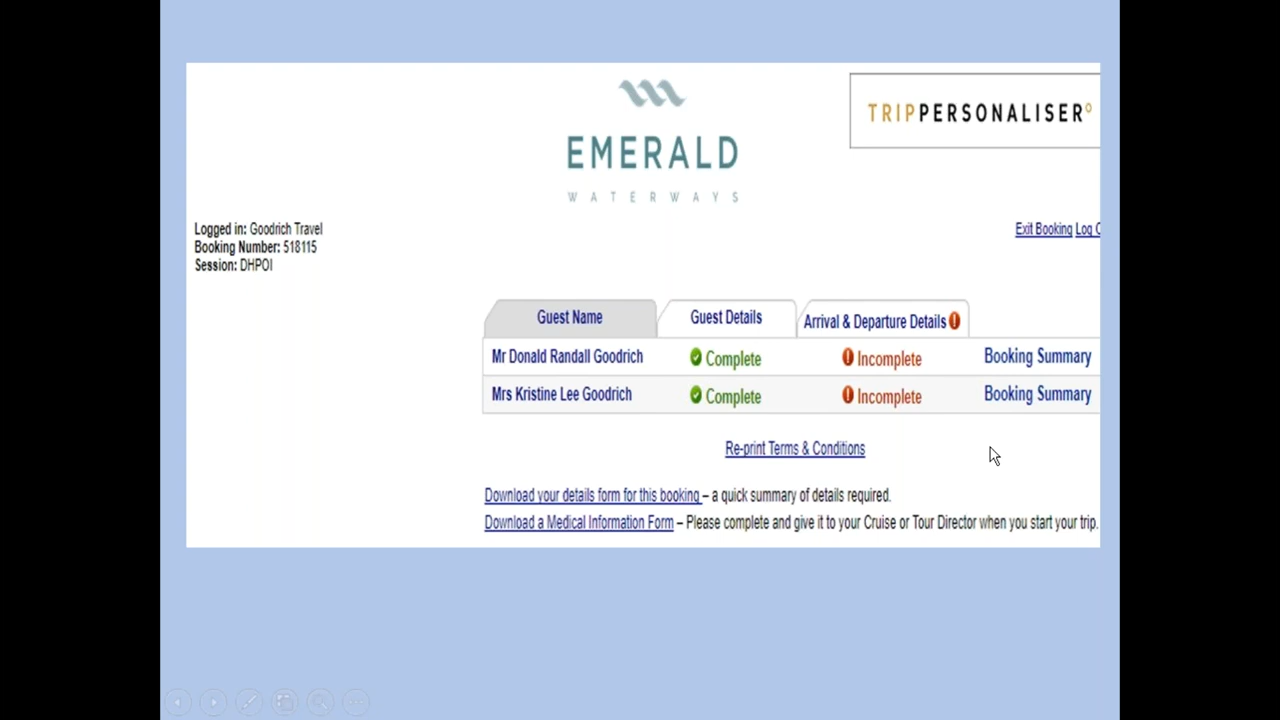 EMERALD
WATERWAYS
TRIPPERSONALISER
Logged in: Goodrich Travel
Booking Number: 518115
Session: DHPOI
Exit Booking Log
Guest Name Guest Details Arrival & Departure Details
Mr Donald Randall Goodrich Complete Incomplete Booking Summary
Mrs Kristine Lee Goodrich Complete Incomplete Booking Summary
Re-print Terms & Conditions
Download your details form for this booking – a quick summary of details required.
Download a Medical Information Form – Please complete and give it to your Cruise or Tour Director when you start your trip.